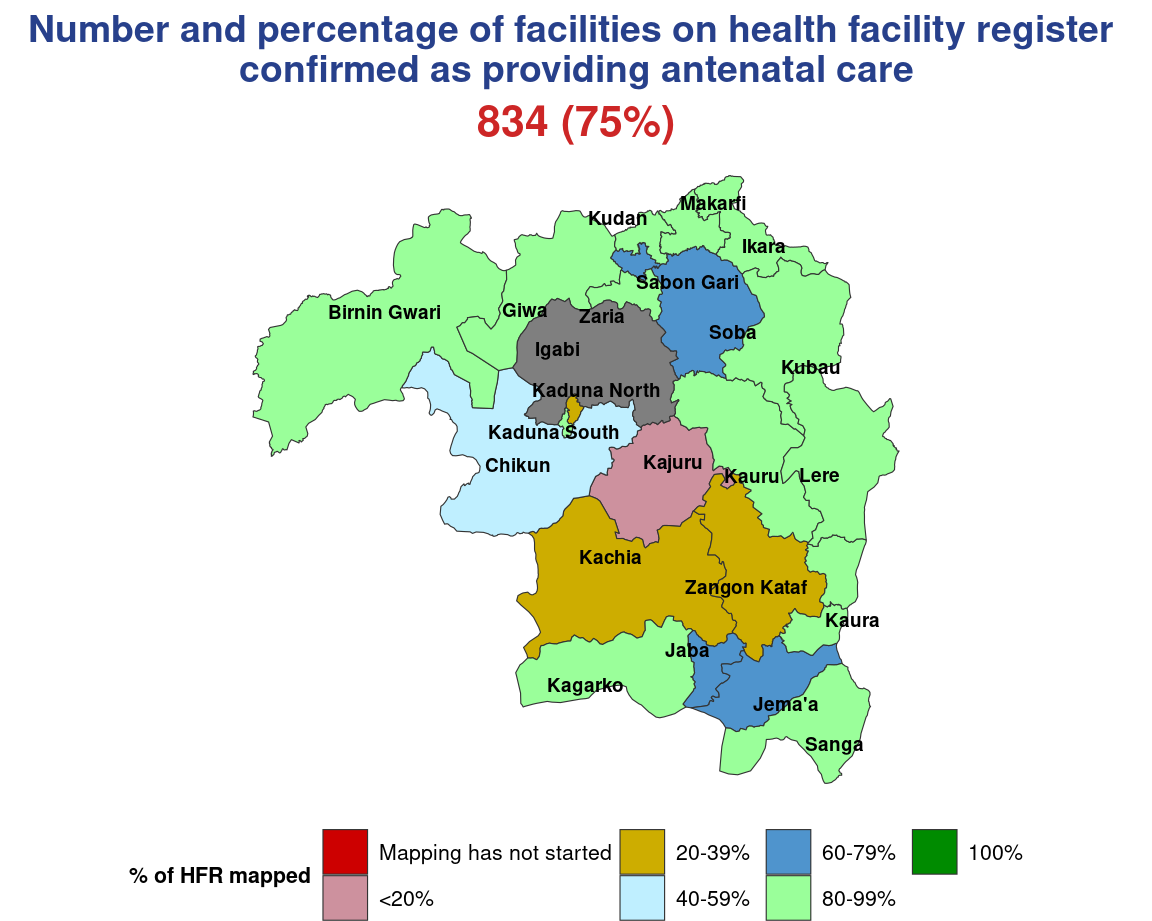 Number and percentage of facilities on health facility register
confirmed as providing antenatal care
834 (75%)
Makarfi
Kudan
Ikara
Sabon Gari
Birnin Gwari
Giwa
Zaria
Soba
Igabi
Kubau
Kaduna North
Kaduna South
Chikun
Kajuru
Kauru
Lere
Kachia
Zangon Kataf
Kaura
Jaba
Kagarko
Jema'a
Sanga
% of HFR mapped
Mapping has not started
<20%
20-39%
40-59%
60-79%
80-99%
100%